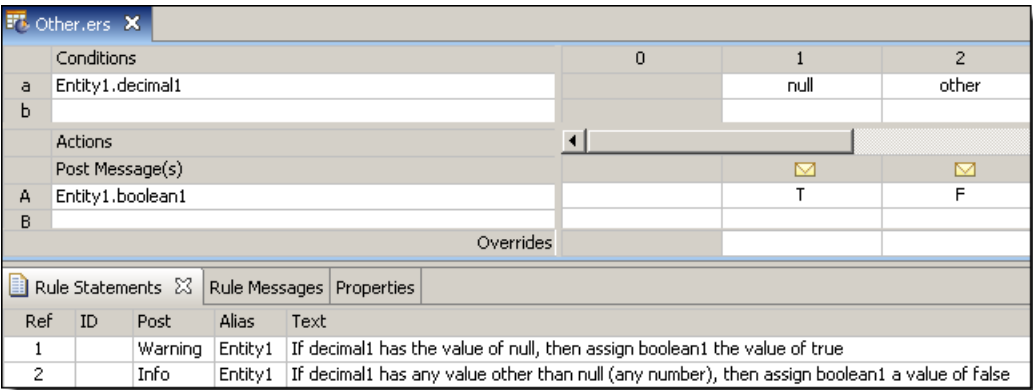 Other.ers
Conditions 0 1 2
a Entity1.decimal1 null other
b
Actions
Post Message(s)
A Entity1.boolean1 T F
B
Overrides
Rule Statements Rule Messages Properties
Ref ID Post Alias Text
1 Warning Entity1 If decimal1 has the value of null, then assign boolean1 the value of true
2 Info Entity1 If decimal1 has any value other than null (any number), then assign boolean1 a value of false